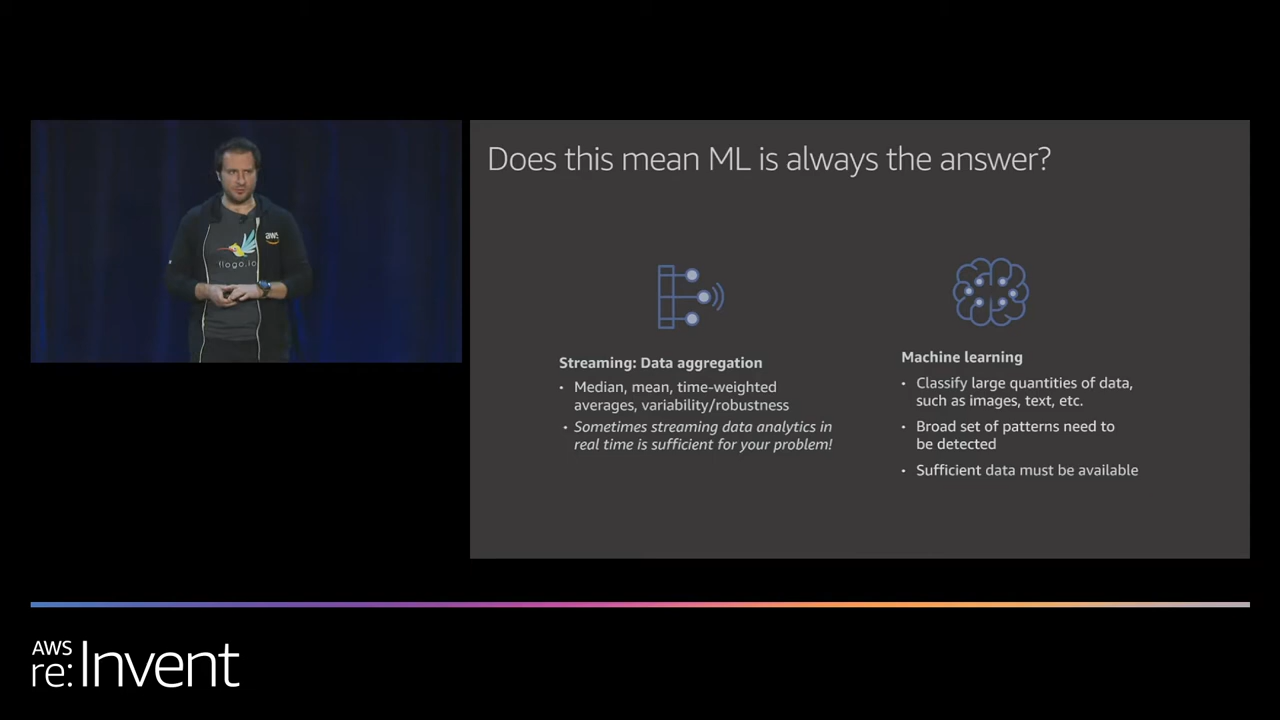 Does this mean ML is always the answer?
aws
flogo.io
Streaming: Data aggregation
• Median, mean, time-weighted
averages, variability/robustness
• Sometimes streaming data analytics in
real time is sufficient for your problem!
Machine learning
• Classify large quantities of data,
such as images, text, etc.
• Broad set of patterns need to
be detected
• Sufficient data must be available
AWS
re:Invent